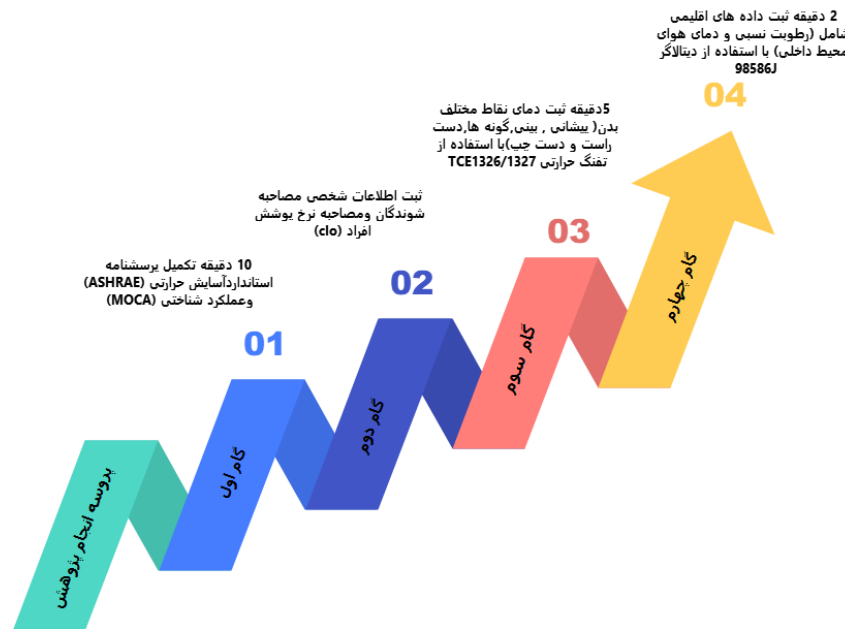 2 دقیقه ثبت داده های اقلیمی
شامل (رطوبت نسبی و دمای هوای
محیط داخلی) با استفاده از دیتالاگر
98586J
04
5دقیقه ثبت دمای نقاط مختلف
بدن( پیشانی , بینی,گونه ها,دست
راست و دست چپ)با استفاده از
تفنگ حرارتی TCE1326/1327
03
ثبت اطلاعات شخصی مصاحبه
شوندگان ومصاحبه نرخ پوشش
افراد (clo)
02
10 دقیقه تکمیل پرسشنامه
استانداردآسایش حرارتی (ASHRAE)
وعملکرد شناختی (MOCA)
01
پروسه انجام پژوهش
گام اول
گام دوم
گام سوم
گام چهارم